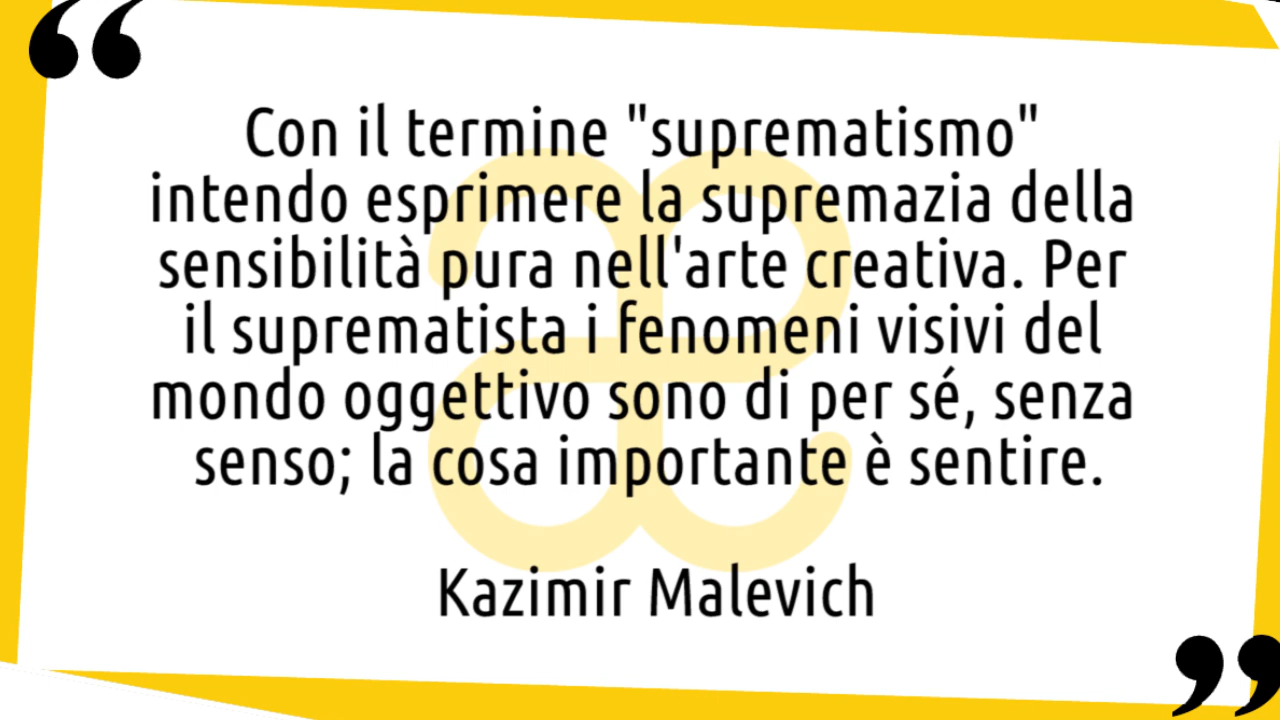 Con il termine "suprematismo"
intendo esprimere la supremazia della
sensibilità pura nell'arte creativa. Per
il suprematista i fenomeni visivi del
mondo oggettivo sono di per sé, senza
senso; la cosa importante è sentire.
Kazimir Malevich